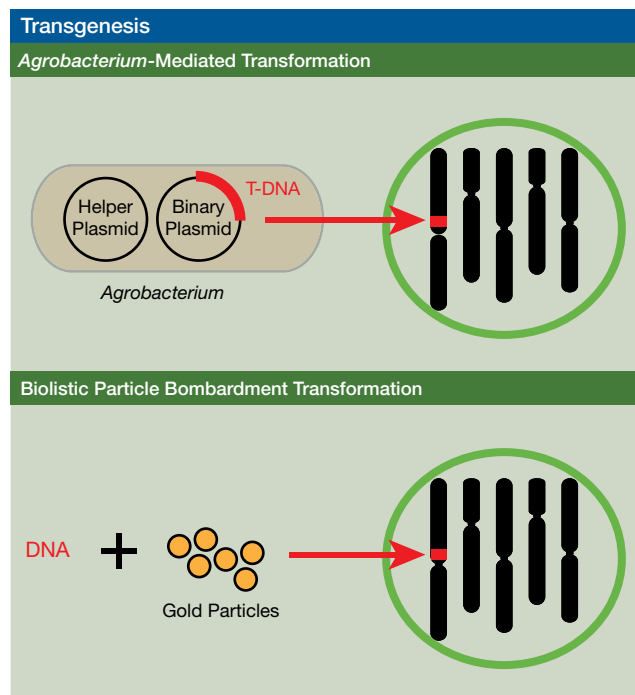 Transgenesis
Agrobacterium-Mediated Transformation
Helper
Plasmid
Binary
Plasmid
T-DNA
Agrobacterium
Biolistic Particle Bombardment Transformation
DNA
Gold Particles